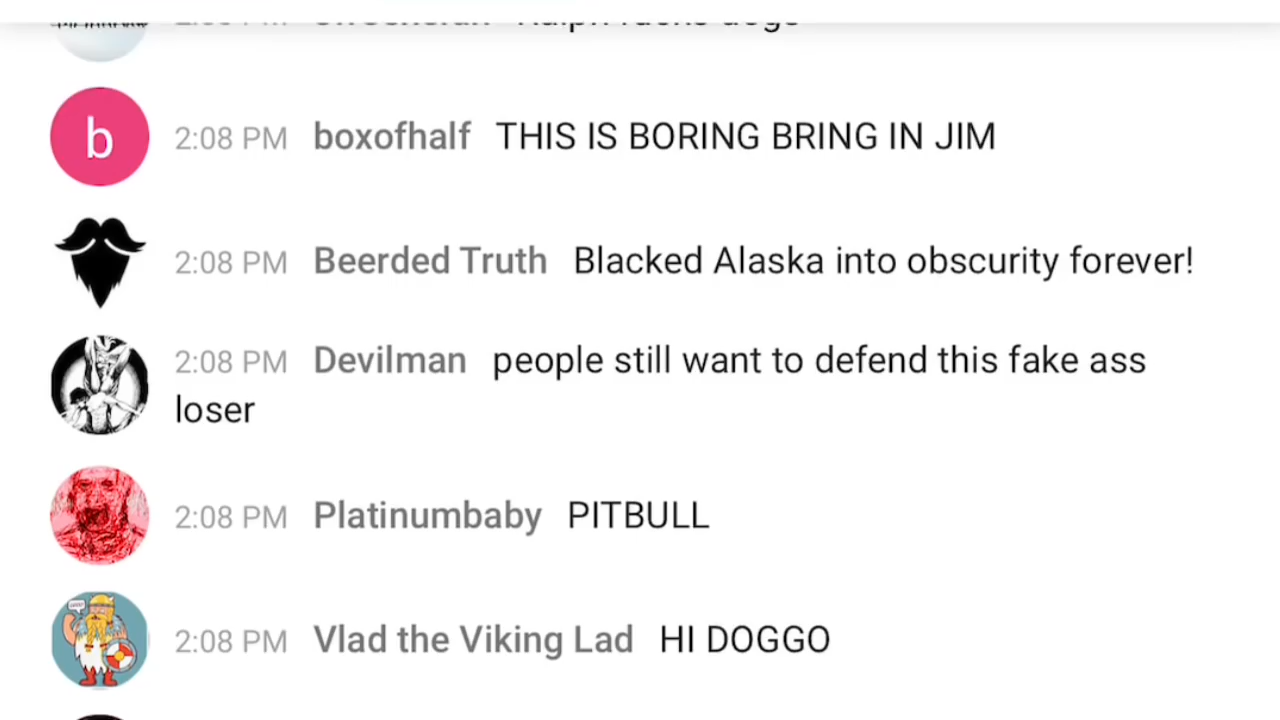 2:08 PM boxofhalf THIS IS BORING BRING IN JIM
2:08 PM Beerded Truth Blacked Alaska into obscurity forever!
2:08 PM Devilman people still want to defend this fake ass
loser
2:08 PM Platinumbaby PITBULL
2:08 PM Vlad the Viking Lad HI DOGGO
b